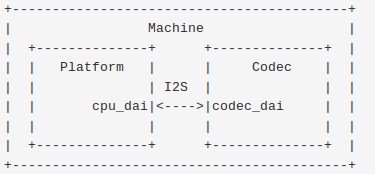 Machine
Platform Codec
I2S
cpu_dai <----> codec_dai